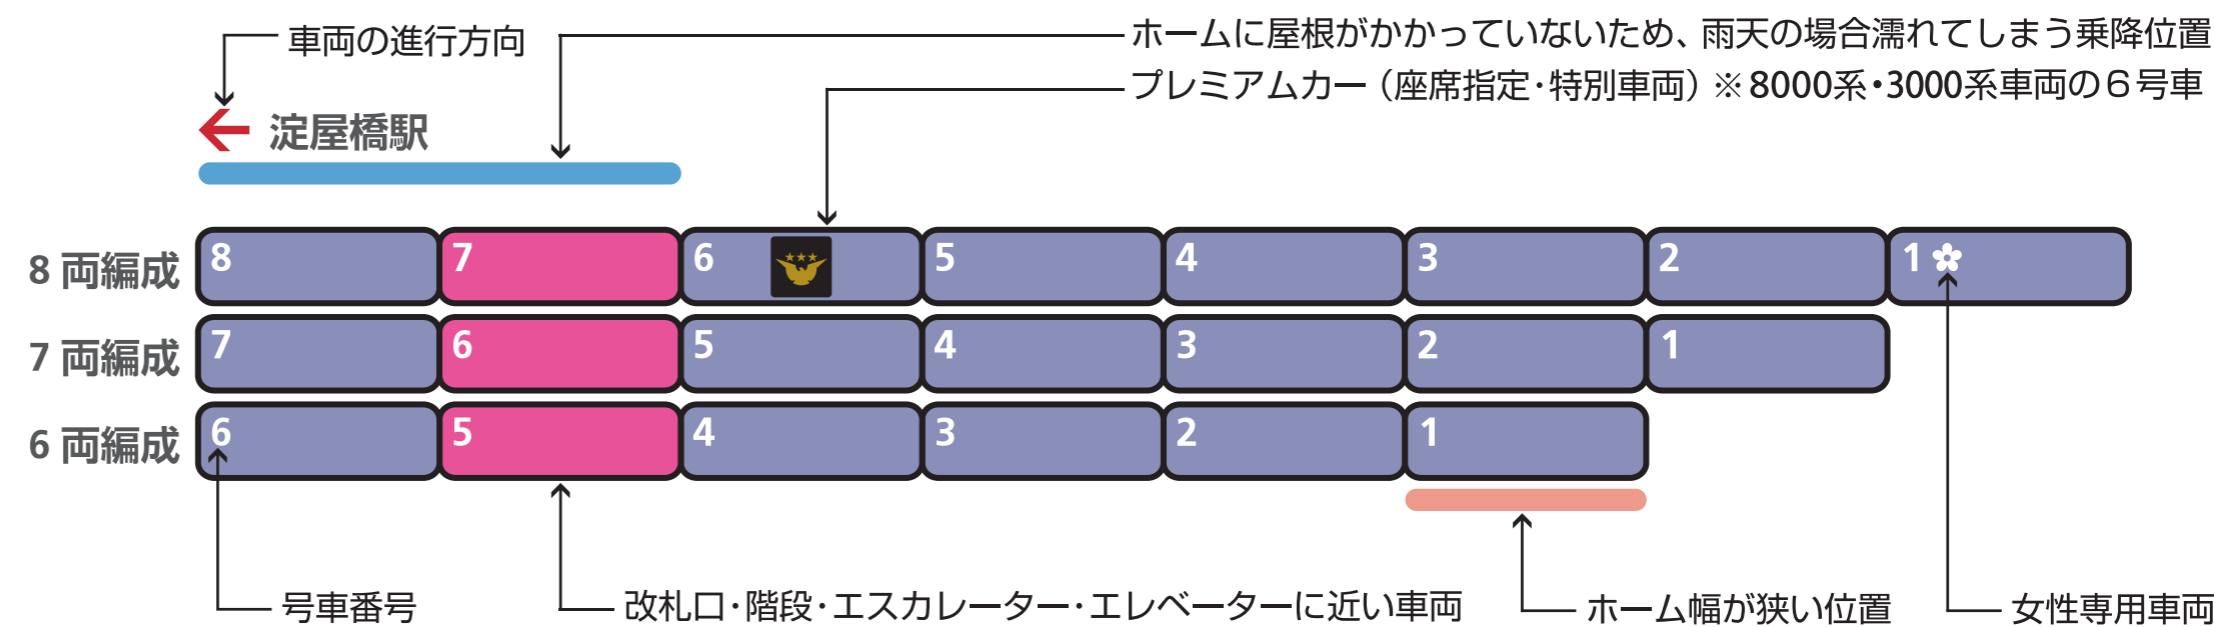 車両の進行方向
ホームに屋根がかかっていないため、雨天の場合濡れてしまう乗降位置
プレミアムカー（座席指定・特別車両）※8000系・3000系車両の６号車
淀屋橋駅
8 両編成 8 7 6 5 4 3 2 1
7 両編成 7 6 5 4 3 2 1
6 両編成 6 5 4 3 2 1
号車番号
改札口・階段・エスカレーター・エレベーターに近い車両
ホーム幅が狭い位置
女性専用車両